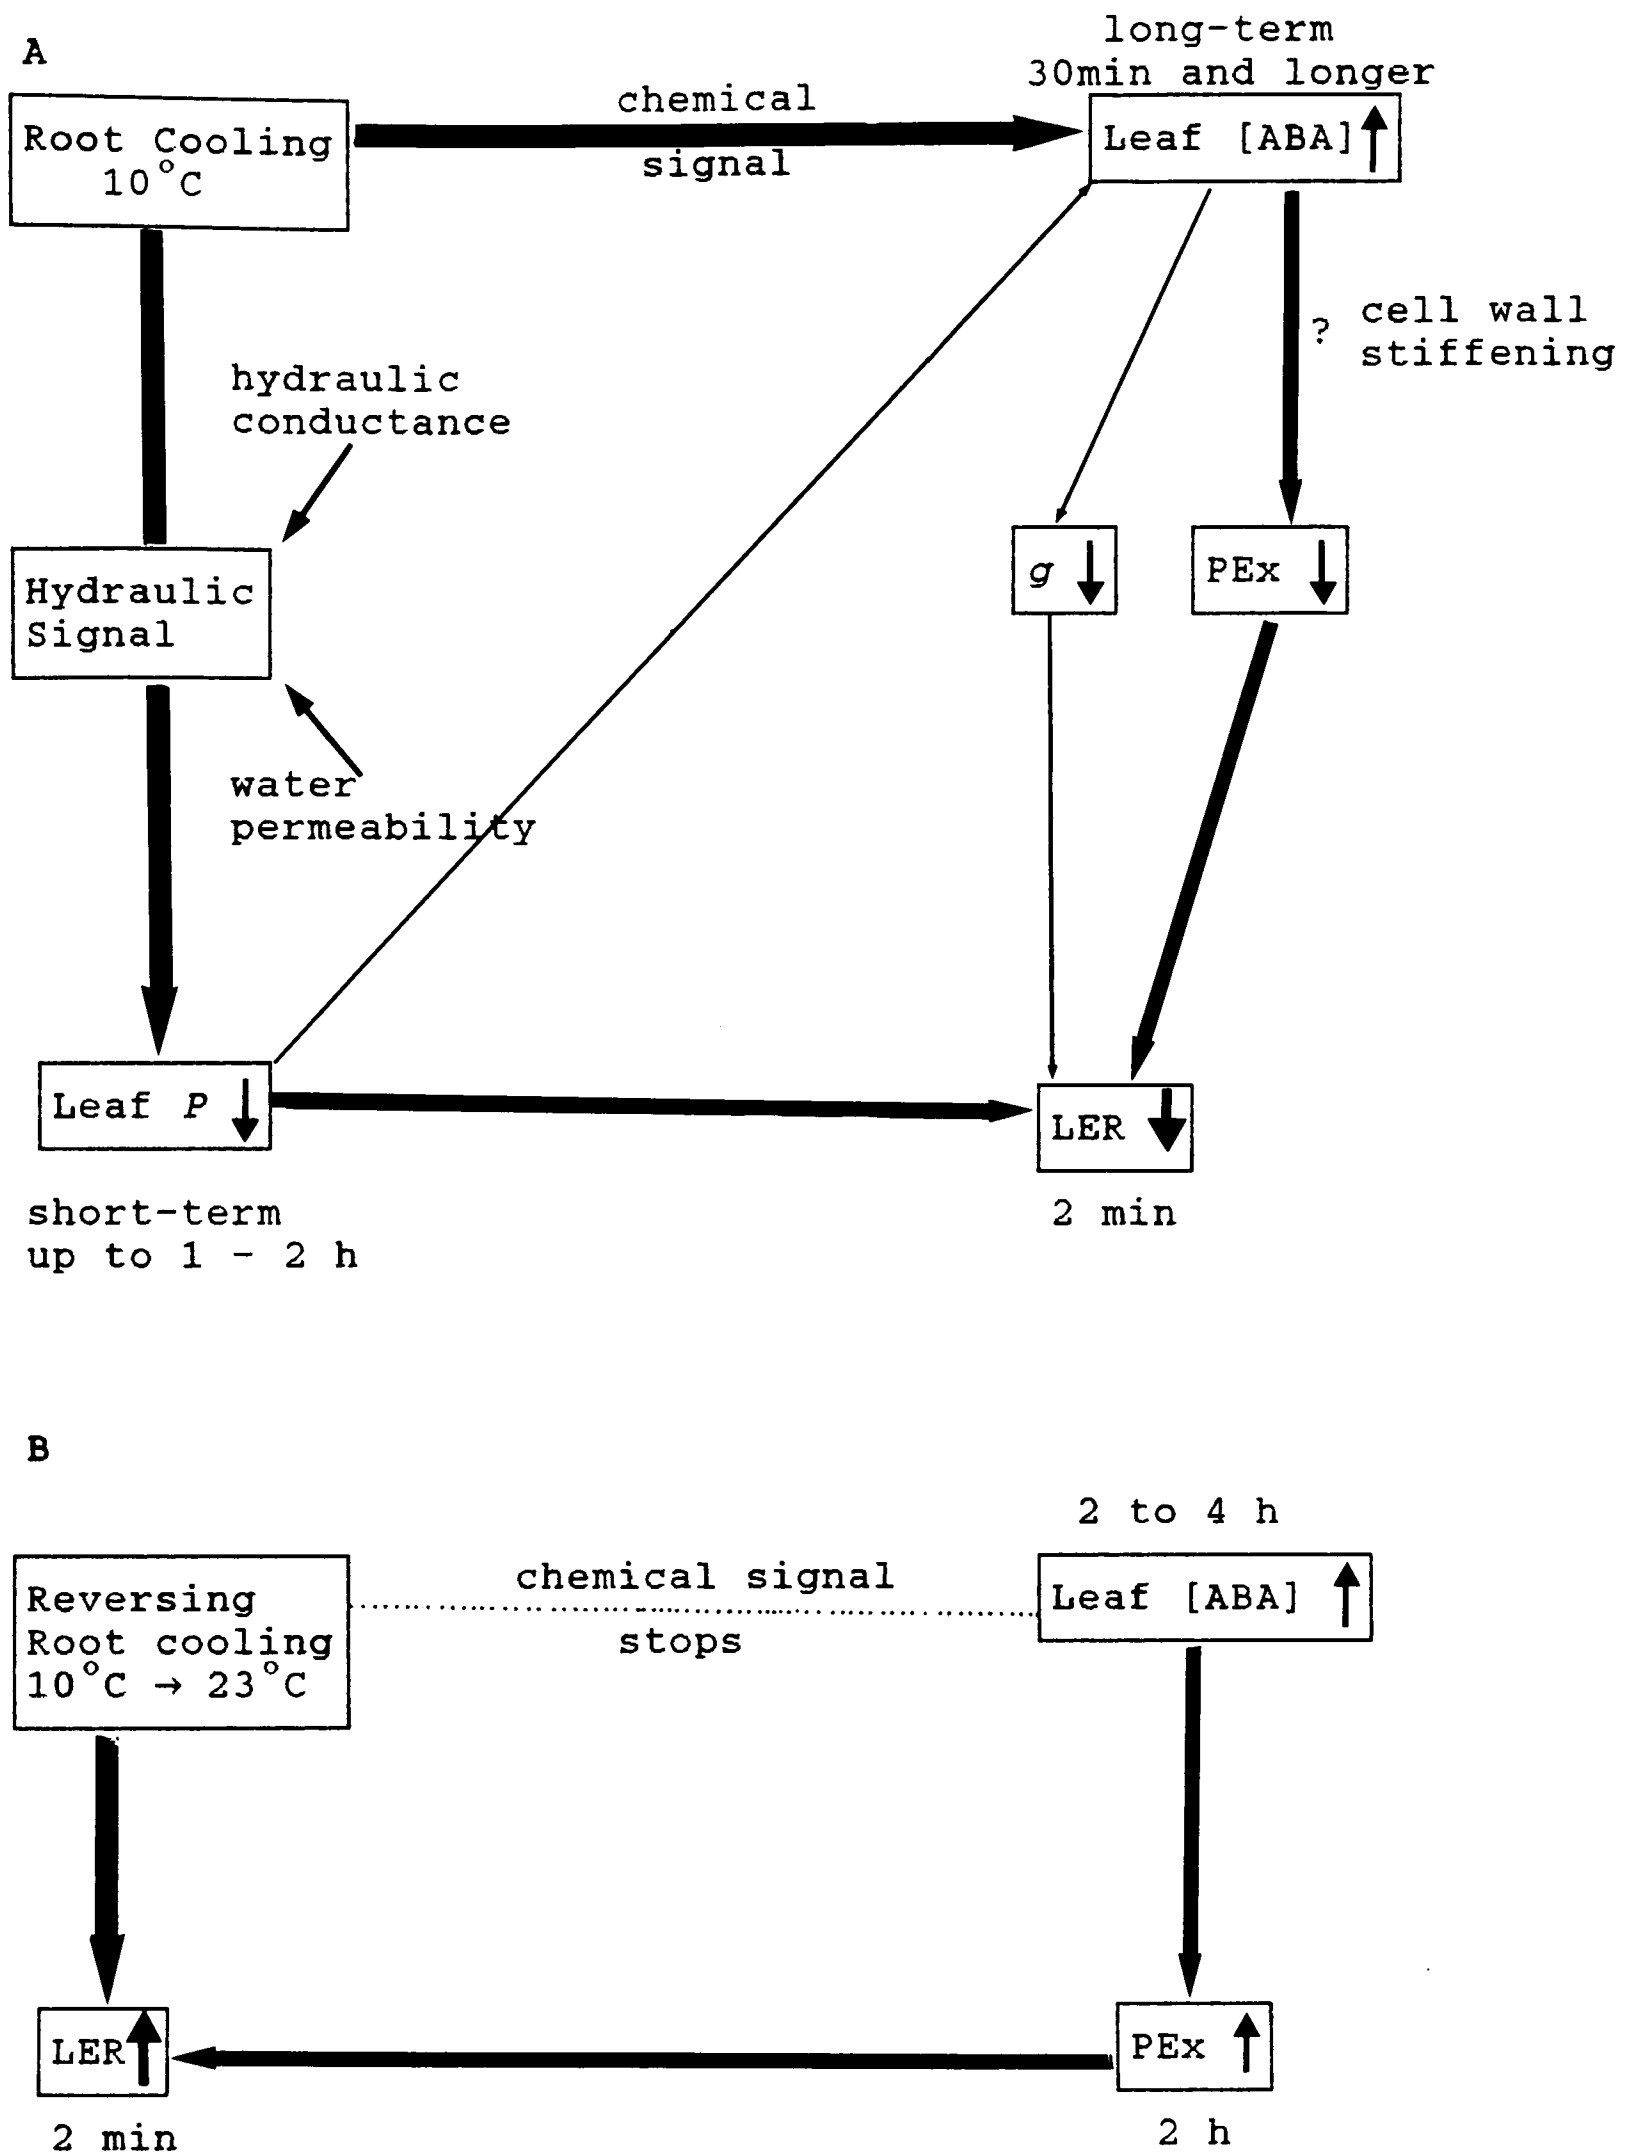 A
long-term
30min and longer
Root Cooling
10°C
chemical
signal
Leaf [ABA]
? cell wall
stiffening
hydraulic
conductance
g
PEx
Hydraulic
Signal
water
permeability
Leaf P
LER
short-term
up to 1 - 2 h
2 min
B
2 to 4 h
Reversing
Root cooling
10°C → 23°C
chemical signal
stops
Leaf [ABA]
LER
PEx
2 min
2 h